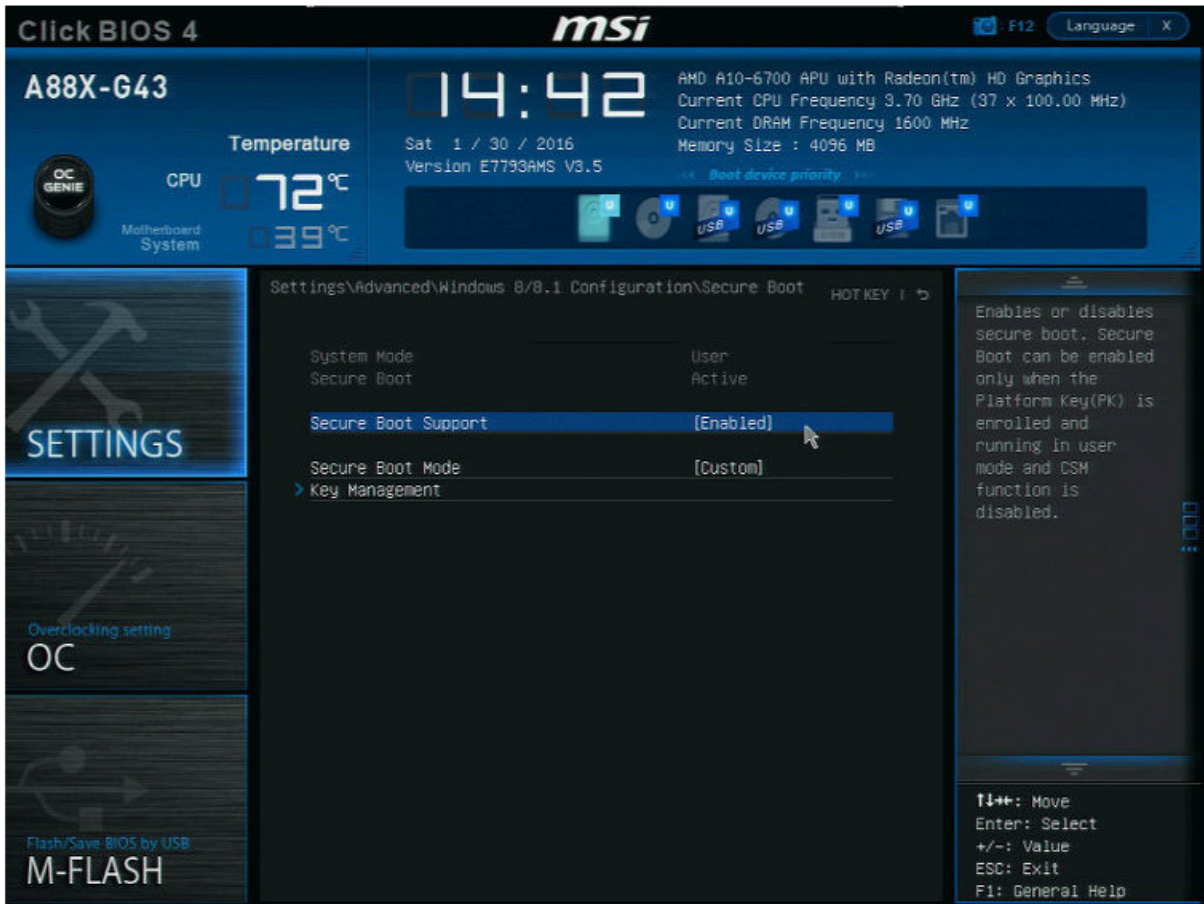 Click BIOS 4
msi
: F12
Language
X
A88X-G43
14:42
AMD A10-6700 APU with Radeon(tm) HD Graphics
Current CPU Frequency 3.70 GHz (37 x 100.00 MHz)
Current DRAM Frequency 1600 MHz
Memory Size : 4096 MB
Sat 1 / 30 / 2016
Version E7793AMS V3.5
Temperature
OC
GENIE
CPU
72°C
Motherboard
System
39°C
Boot device priority
U
U
U
USB
U
USB
U
U
USB
U
Settings\Advanced\Windows 8/8.1 Configuration\Secure Boot
HOT KEY
System Mode User
Secure Boot Active
Secure Boot Support [Enabled]
Secure Boot Mode [Custom]
> Key Management
SETTINGS
Overclocking setting
OC
Flash/Save BIOS by USB
M-FLASH
Enables or disables
secure boot. Secure
Boot can be enabled
only when the
Platform Key(PK) is
enrolled and
running in user
mode and CSM
function is
disabled.
↑↓→←: Move
Enter: Select
+/-: Value
ESC: Exit
F1: General Help